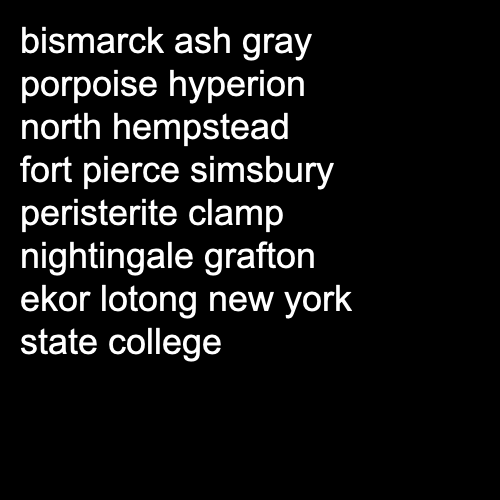 bismarck ash gray
porpoise hyperion
north hempstead
fort pierce simsbury
peristerite clamp
nightingale grafton
ekor lotong new york
state college